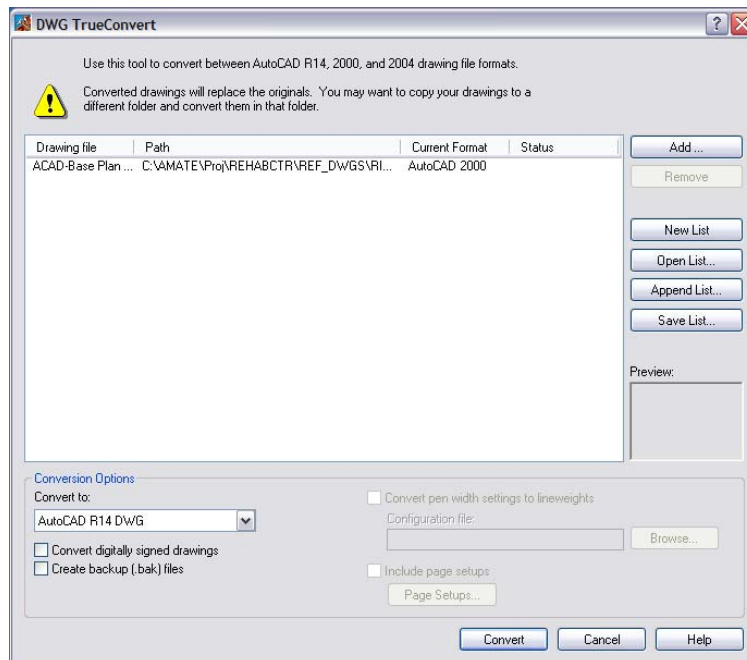 DWG TrueConvert
Use this tool to convert between AutoCAD R14, 2000, and 2004 drawing file formats.
Converted drawings will replace the originals. You may want to copy your drawings to a
different folder and convert them in that folder.
Drawing file Path Current Format Status
ACAD-Base Plan ... C:\AMATE\Proj\REHABCTR\REF_DWGS\RI... AutoCAD 2000
Add ...
Remove
New List
Open List...
Append List...
Save List...
Preview:
Conversion Options
Convert to:
AutoCAD R14 DWG
Convert digitally signed drawings
Create backup (.bak) files
Convert pen width settings to lineweights
Configuration file:
Browse...
Include page setups
Page Setups...
Convert Cancel Help